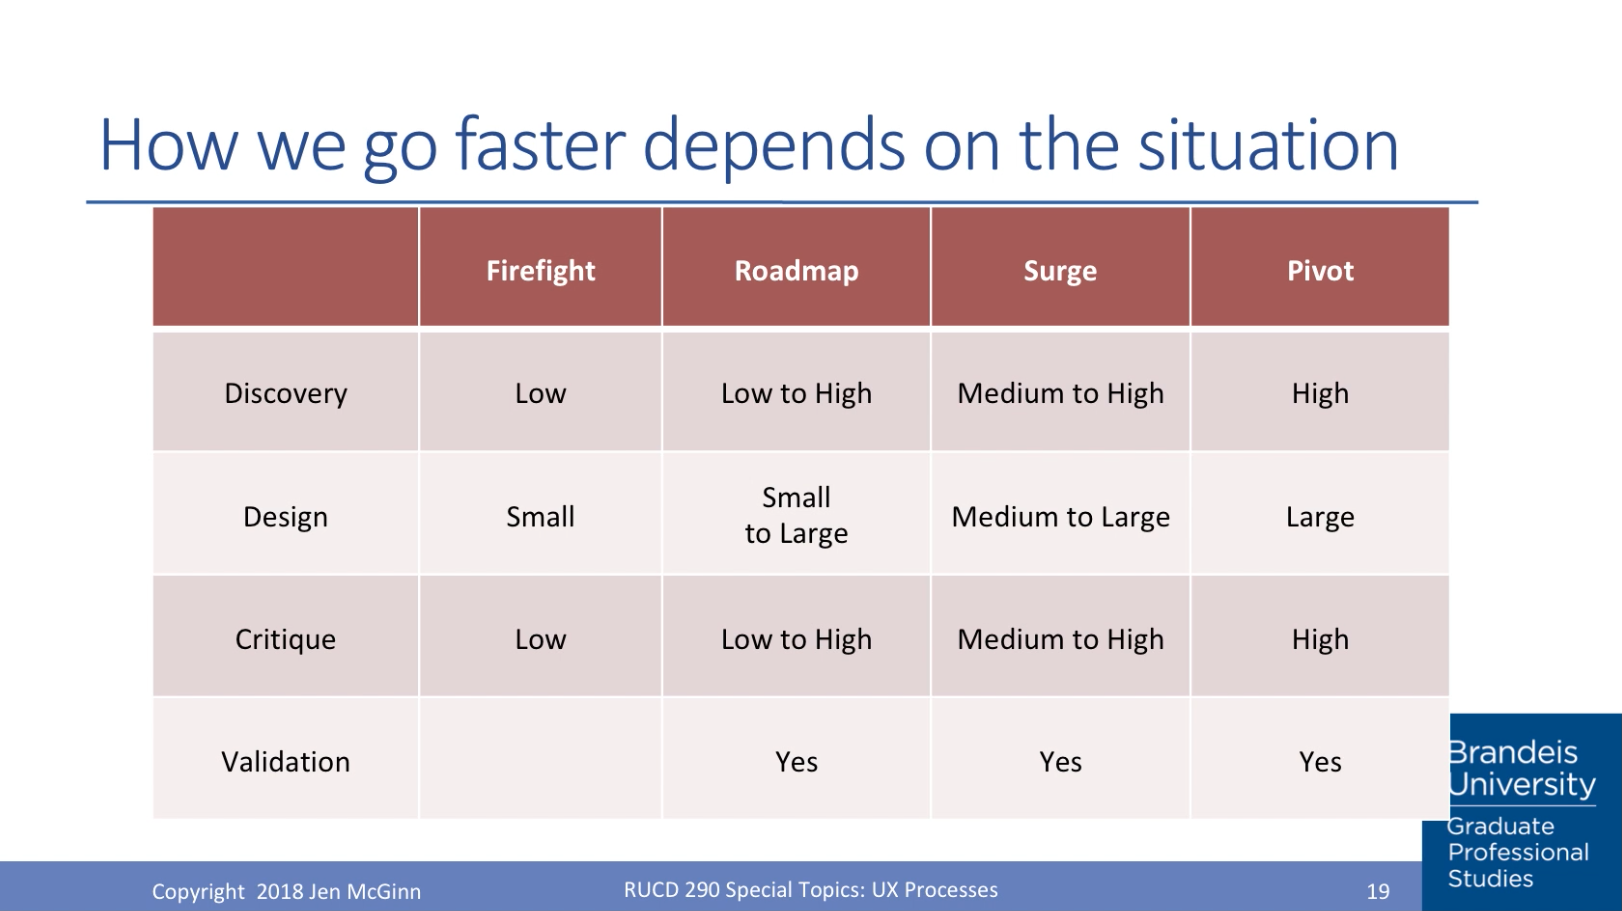 How we go faster depends on the situation
Firefight Roadmap Surge Pivot
Discovery Low Low to High Medium to High High
Design Small Small
to Large Medium to Large Large
Critique Low Low to High Medium to High High
Validation Yes Yes Yes
Brandeis
University
Graduate
Professional
Studies
Copyright 2018 Jen McGinn RUCD 290 Special Topics: UX Processes 19